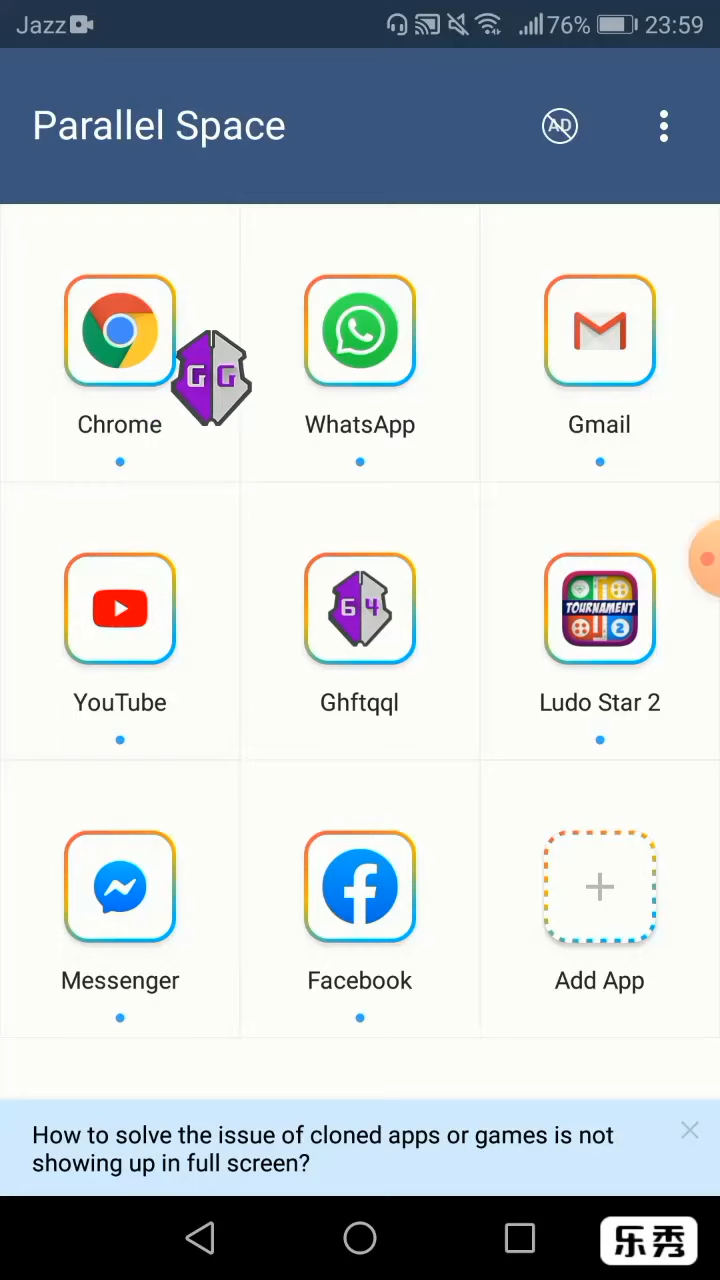 Jazz
76% 23:59
Parallel Space
AD
G G
Chrome
WhatsApp
Gmail
64
TOURNAMENT
2
YouTube
Ghftqql
Ludo Star 2
Messenger
Facebook
Add App
How to solve the issue of cloned apps or games is not
showing up in full screen?
乐秀